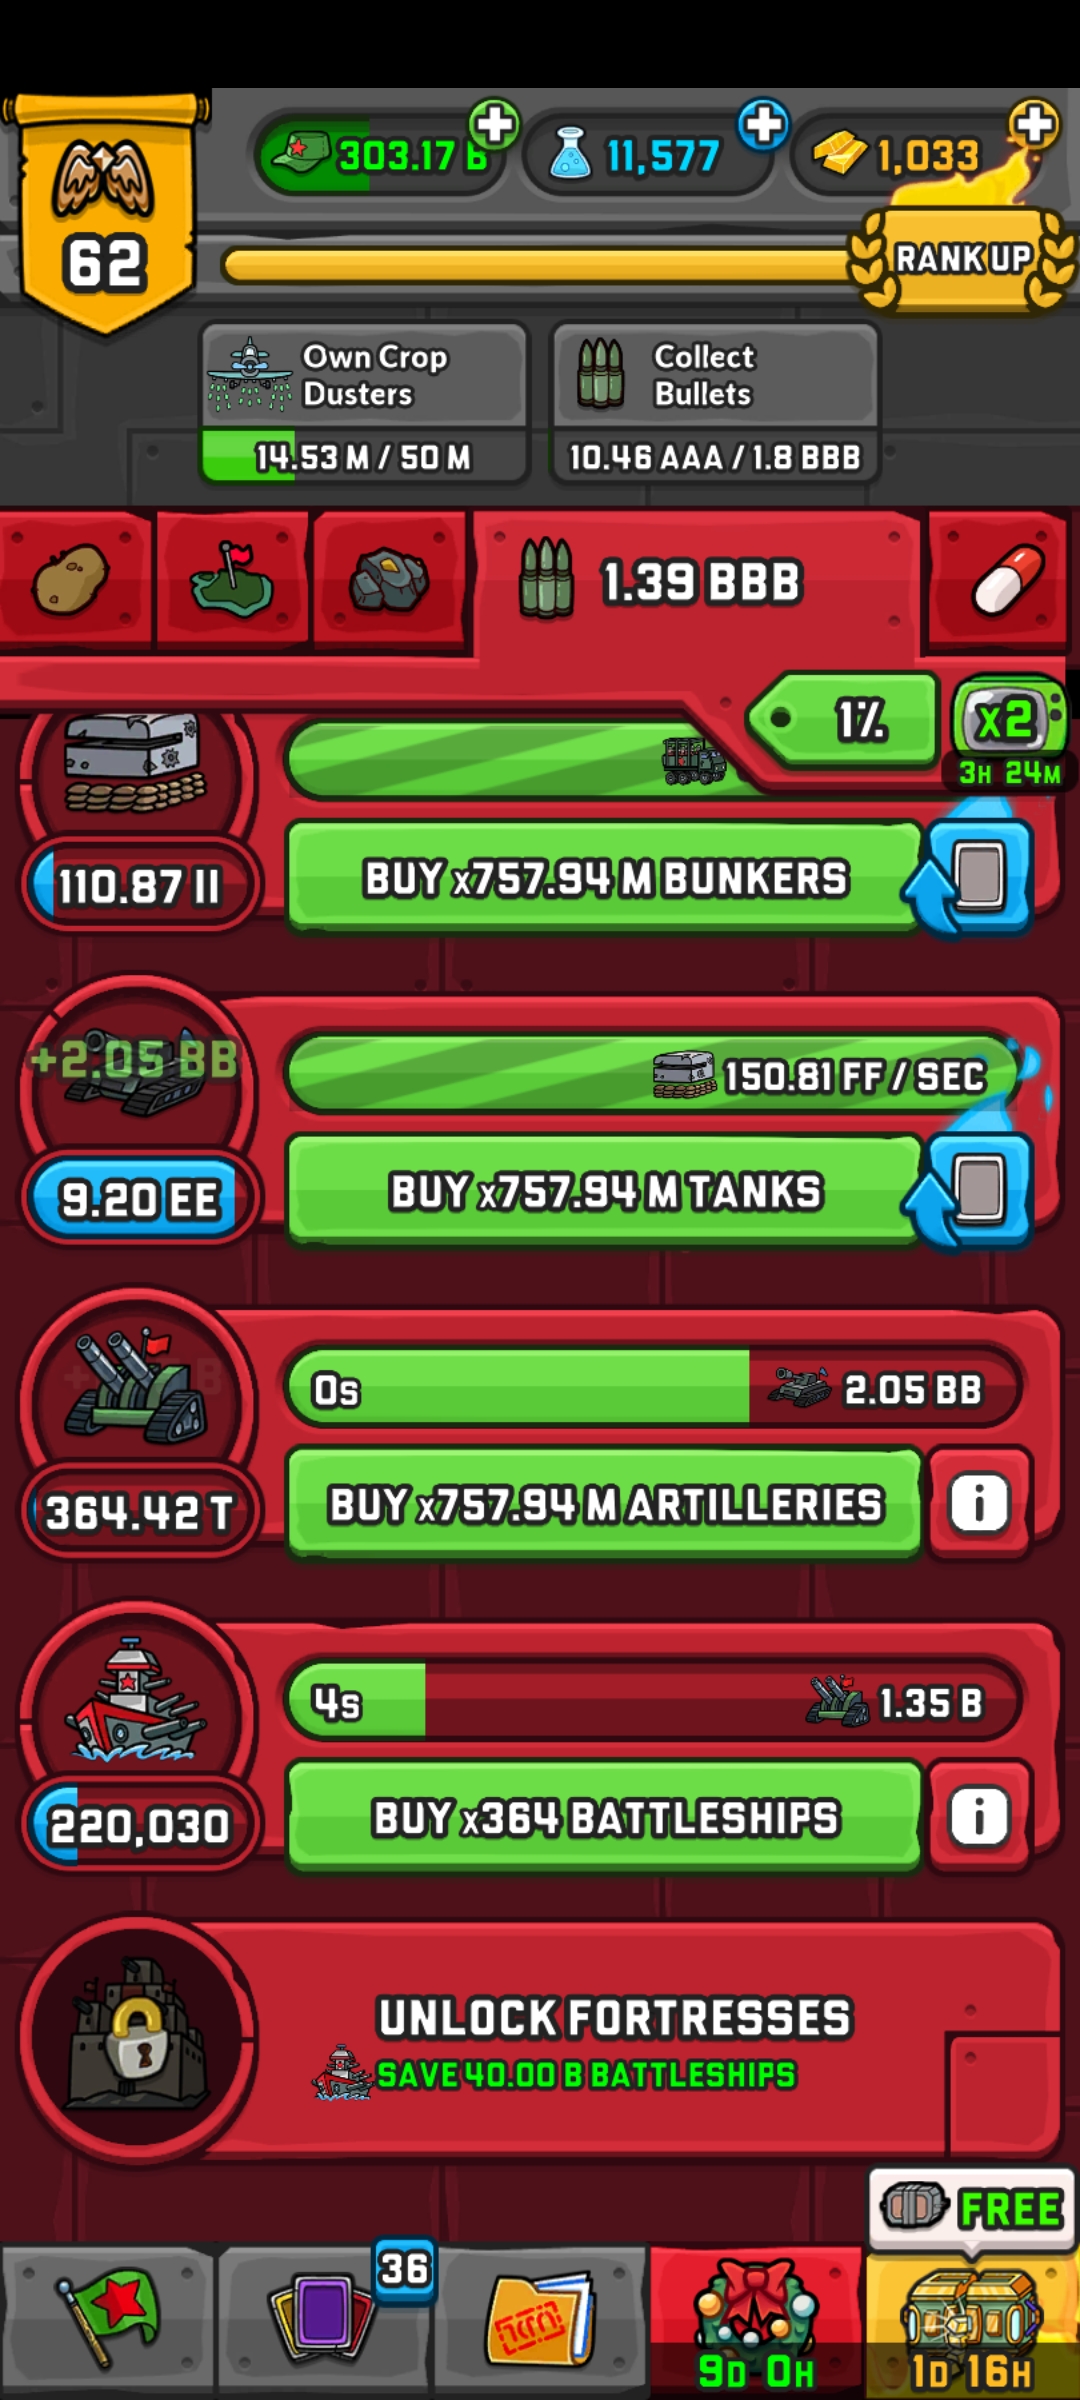 303.17 B
11,577
1,033
62
RANK UP
Own Crop
Dusters
14.53 M / 50 M
Collect
Bullets
10.46 AAA / 1.8 BBB
1.39 BBB
1%
x2
3H 24M
110.87 II
BUY x757.94 M BUNKERS
+2.05 BB
150.81 FF / SEC
9.20 EE
BUY x757.94 M TANKS
0s
2.05 BB
364.42 T
BUY x757.94 M ARTILLERIES
4s
1.35 B
220,030
BUY x364 BATTLESHIPS
UNLOCK FORTRESSES
SAVE 40.00 B BATTLESHIPS
FREE
36
9D 0H
1D 16H